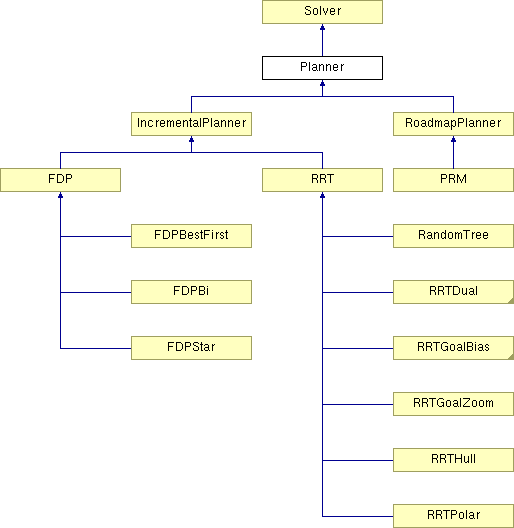 Solver
Planner
IncrementalPlanner
RoadmapPlanner
FDP
RRT
PRM
FDPBestFirst
RandomTree
FDPBi
RRTDual
FDPStar
RRTGoalBias
RRTGoalZoom
RRTHull
RRTPolar